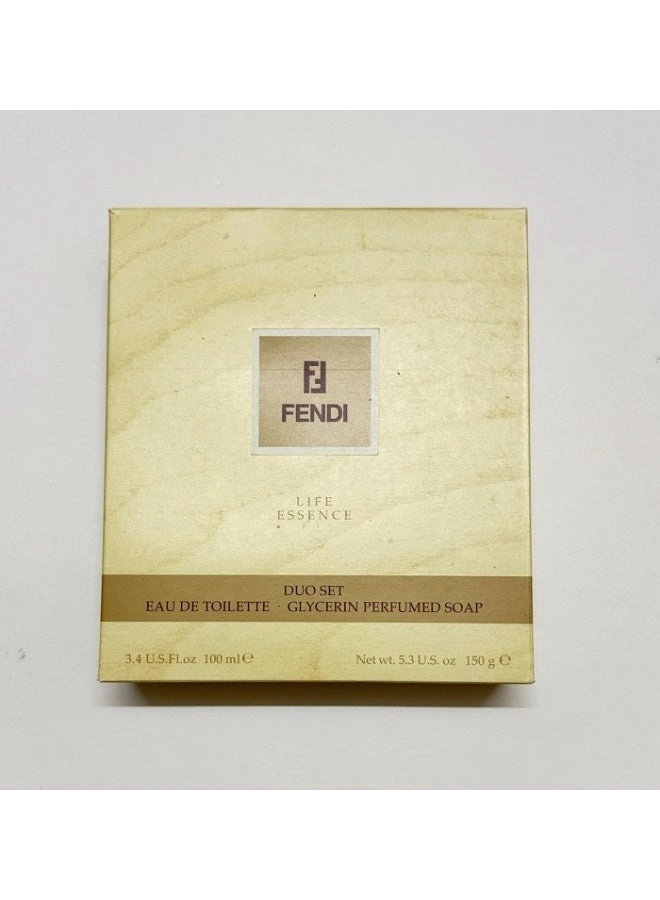 FENDI
LIFE
ESSENCE
DUO SET
EAU DE TOILETTE · GLYCERIN PERFUMED SOAP
3.4 U.S.Fl.oz 100 ml ℮ Net wt. 5.3 U.S. oz 150 g ℮